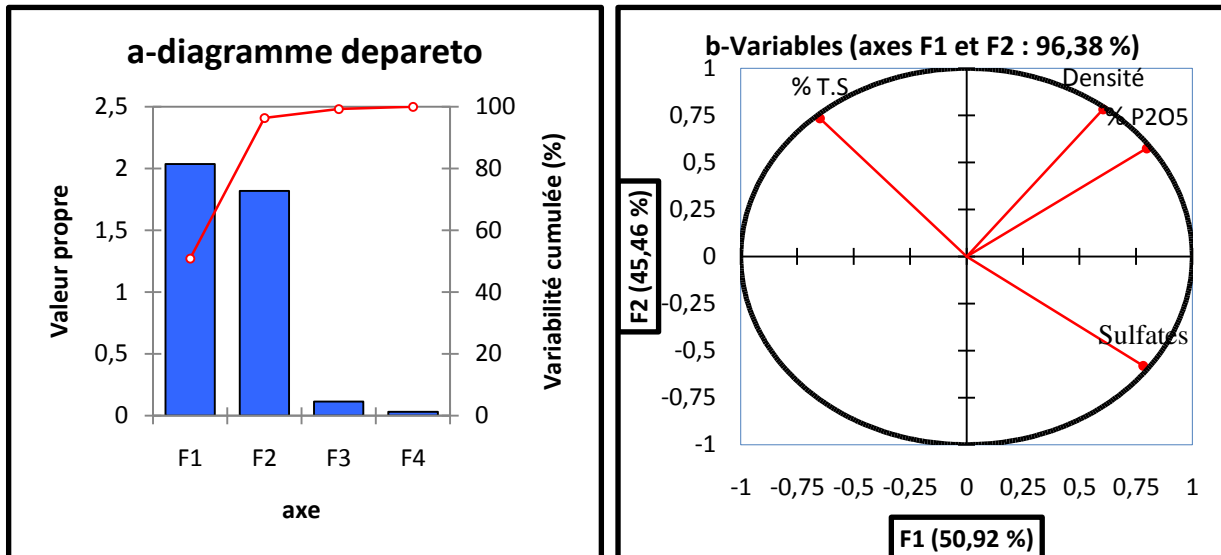 a-diagramme depareto
Valeur propre
2,5
2
1,5
1
0,5
0
100
80
60
40
20
0
Variabilité cumulée (%)
F1 F2 F3 F4
axe
b-Variables (axes F1 et F2 : 96,38 %)
F2 (45,46 %)
1
0,75
0,5
0,25
0
-0,25
-0,5
-0,75
-1
% T.S
Densité
% P2O5
Sulfates
-1 -0,75 -0,5 -0,25 0 0,25 0,5 0,75 1
F1 (50,92 %)